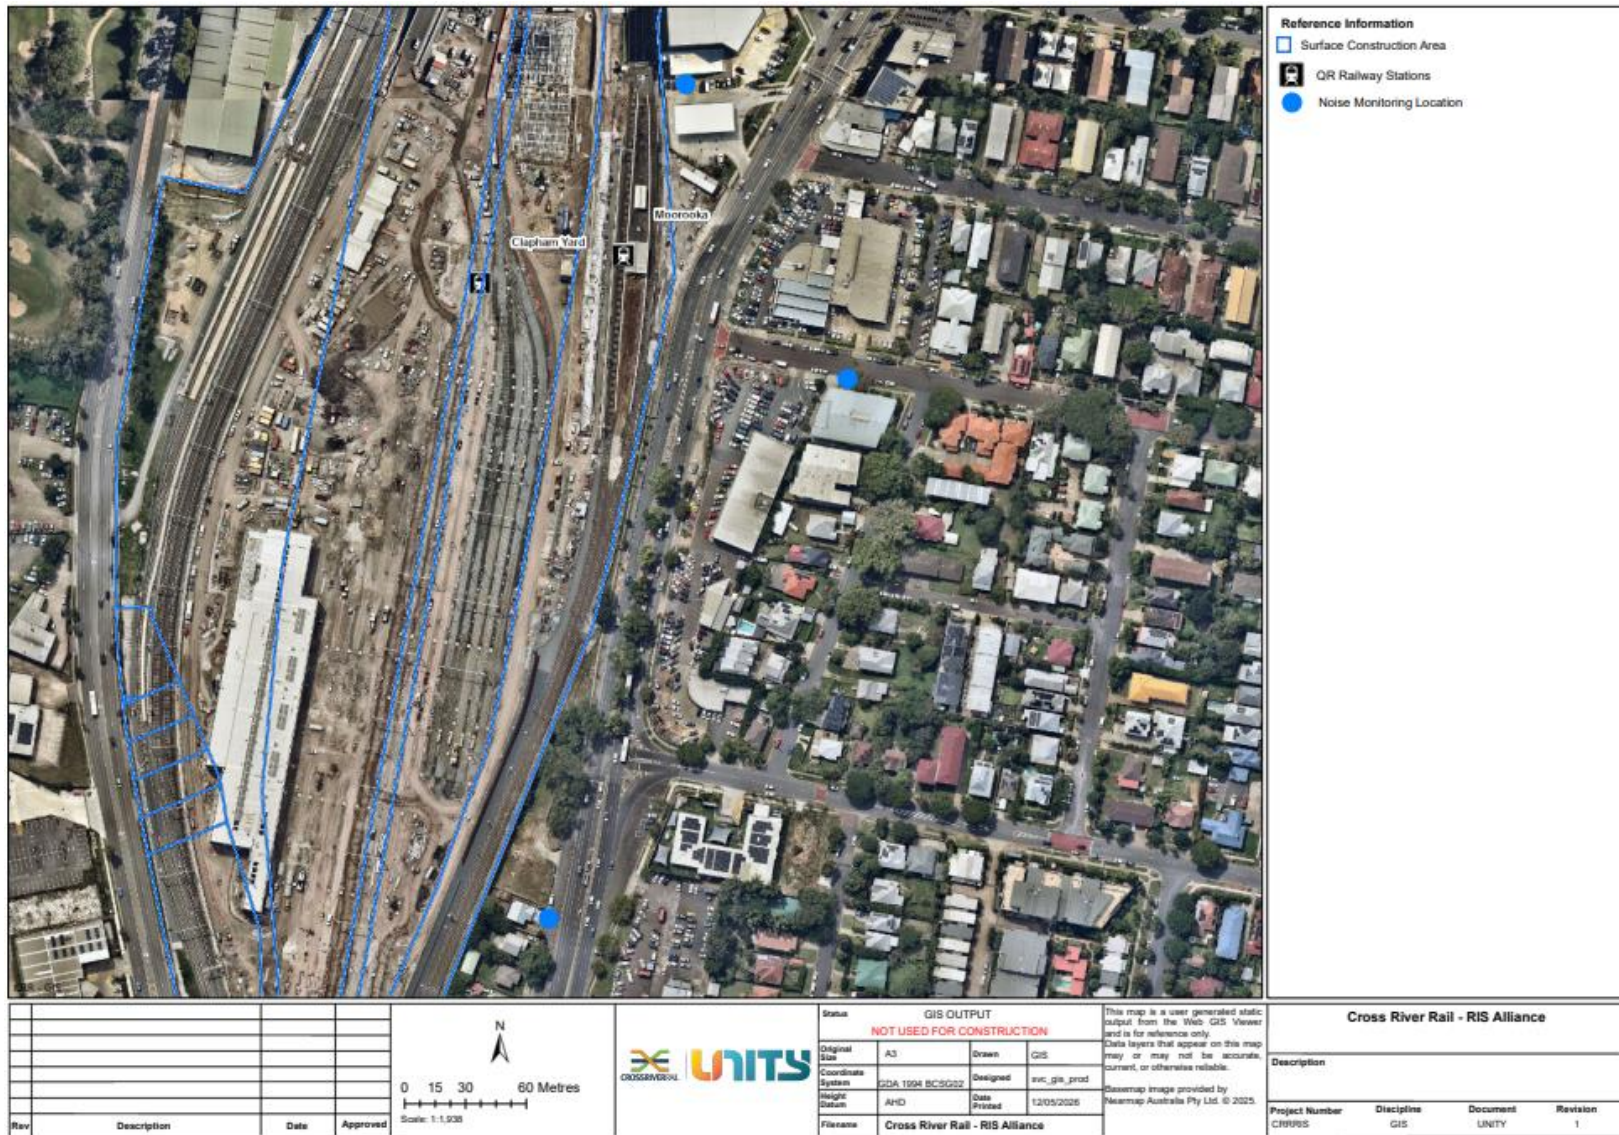 Reference Information
Surface Construction Area
QR Railway Stations
Noise Monitoring Location
Moorooka
Clapham Yard
CRR - GIS
Rev Description Date Approved
N
0 15 30 60 Metres
Scale: 1:1,938
CROSSRIVERRAIL UNITY
Status GIS OUTPUT
NOT USED FOR CONSTRUCTION
Original Size A3 Drawn GIS
Coordinate System GDA 1994 BCSG02 Designed svc_gis_prod
Height Datum AHD Date Printed 12/05/2026
Filename Cross River Rail - RIS Alliance
This map is a user generated static
output from the Web GIS Viewer
and is for reference only.
Data layers that appear on this map
may or may not be accurate,
current, or otherwise reliable.
Basemap image provided by
Nearmap Australia Pty Ltd. © 2025.
Cross River Rail - RIS Alliance
Description
Project Number Discipline Document Revision
CRRRIS GIS UNITY 1